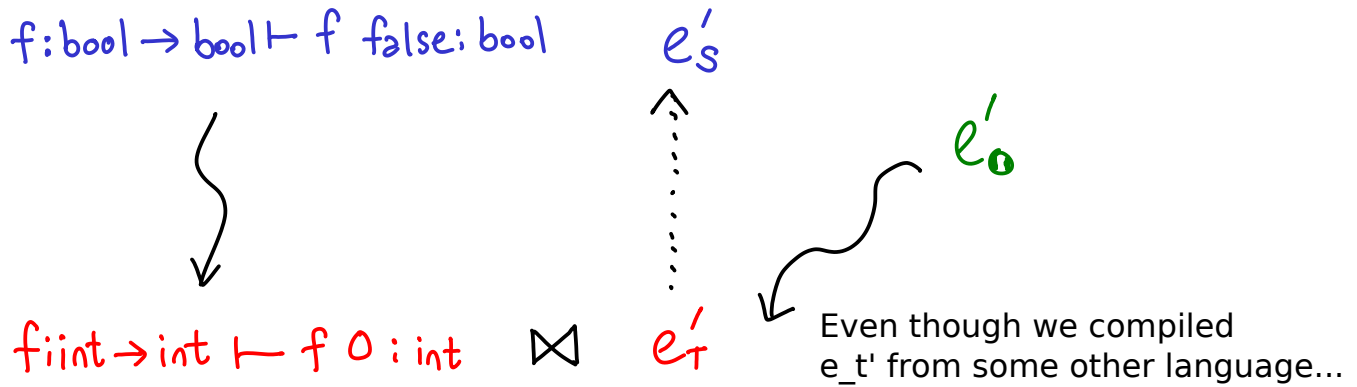 f:bool→bool⊢ f false: bool
e'_S
e'_O
f:int→int ⊢ f 0 : int ⋈ e'_T
Even though we compiled
e_t' from some other language...